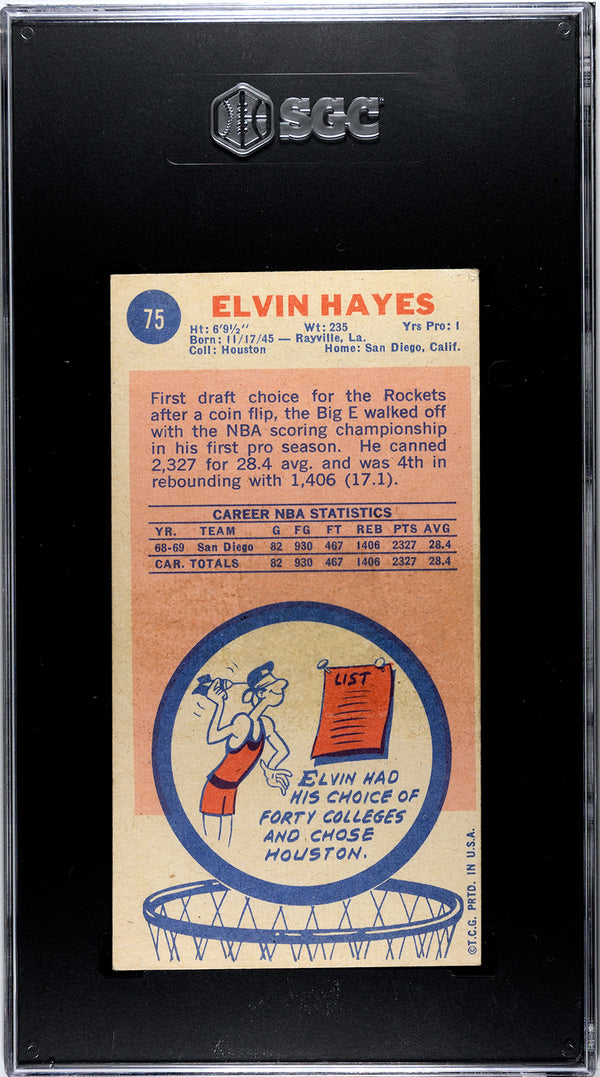 SGC
75
ELVIN HAYES
Ht: 6'9½" Wt: 235 Yrs Pro: 1
Born: 11/17/45 — Rayville, La.
Coll: Houston Home: San Diego, Calif.
First draft choice for the Rockets
after a coin flip, the Big E walked off
with the NBA scoring championship
in his first pro season. He canned
2,327 for 28.4 avg. and was 4th in
rebounding with 1,406 (17.1).
CAREER NBA STATISTICS
YR. TEAM G FG FT REB PTS AVG
68-69 San Diego 82 930 467 1406 2327 28.4
CAR. TOTALS 82 930 467 1406 2327 28.4
LIST
ELVIN HAD
HIS CHOICE OF
FORTY COLLEGES
AND CHOSE
HOUSTON.
©T.C.G. PRTD. IN U.S.A.